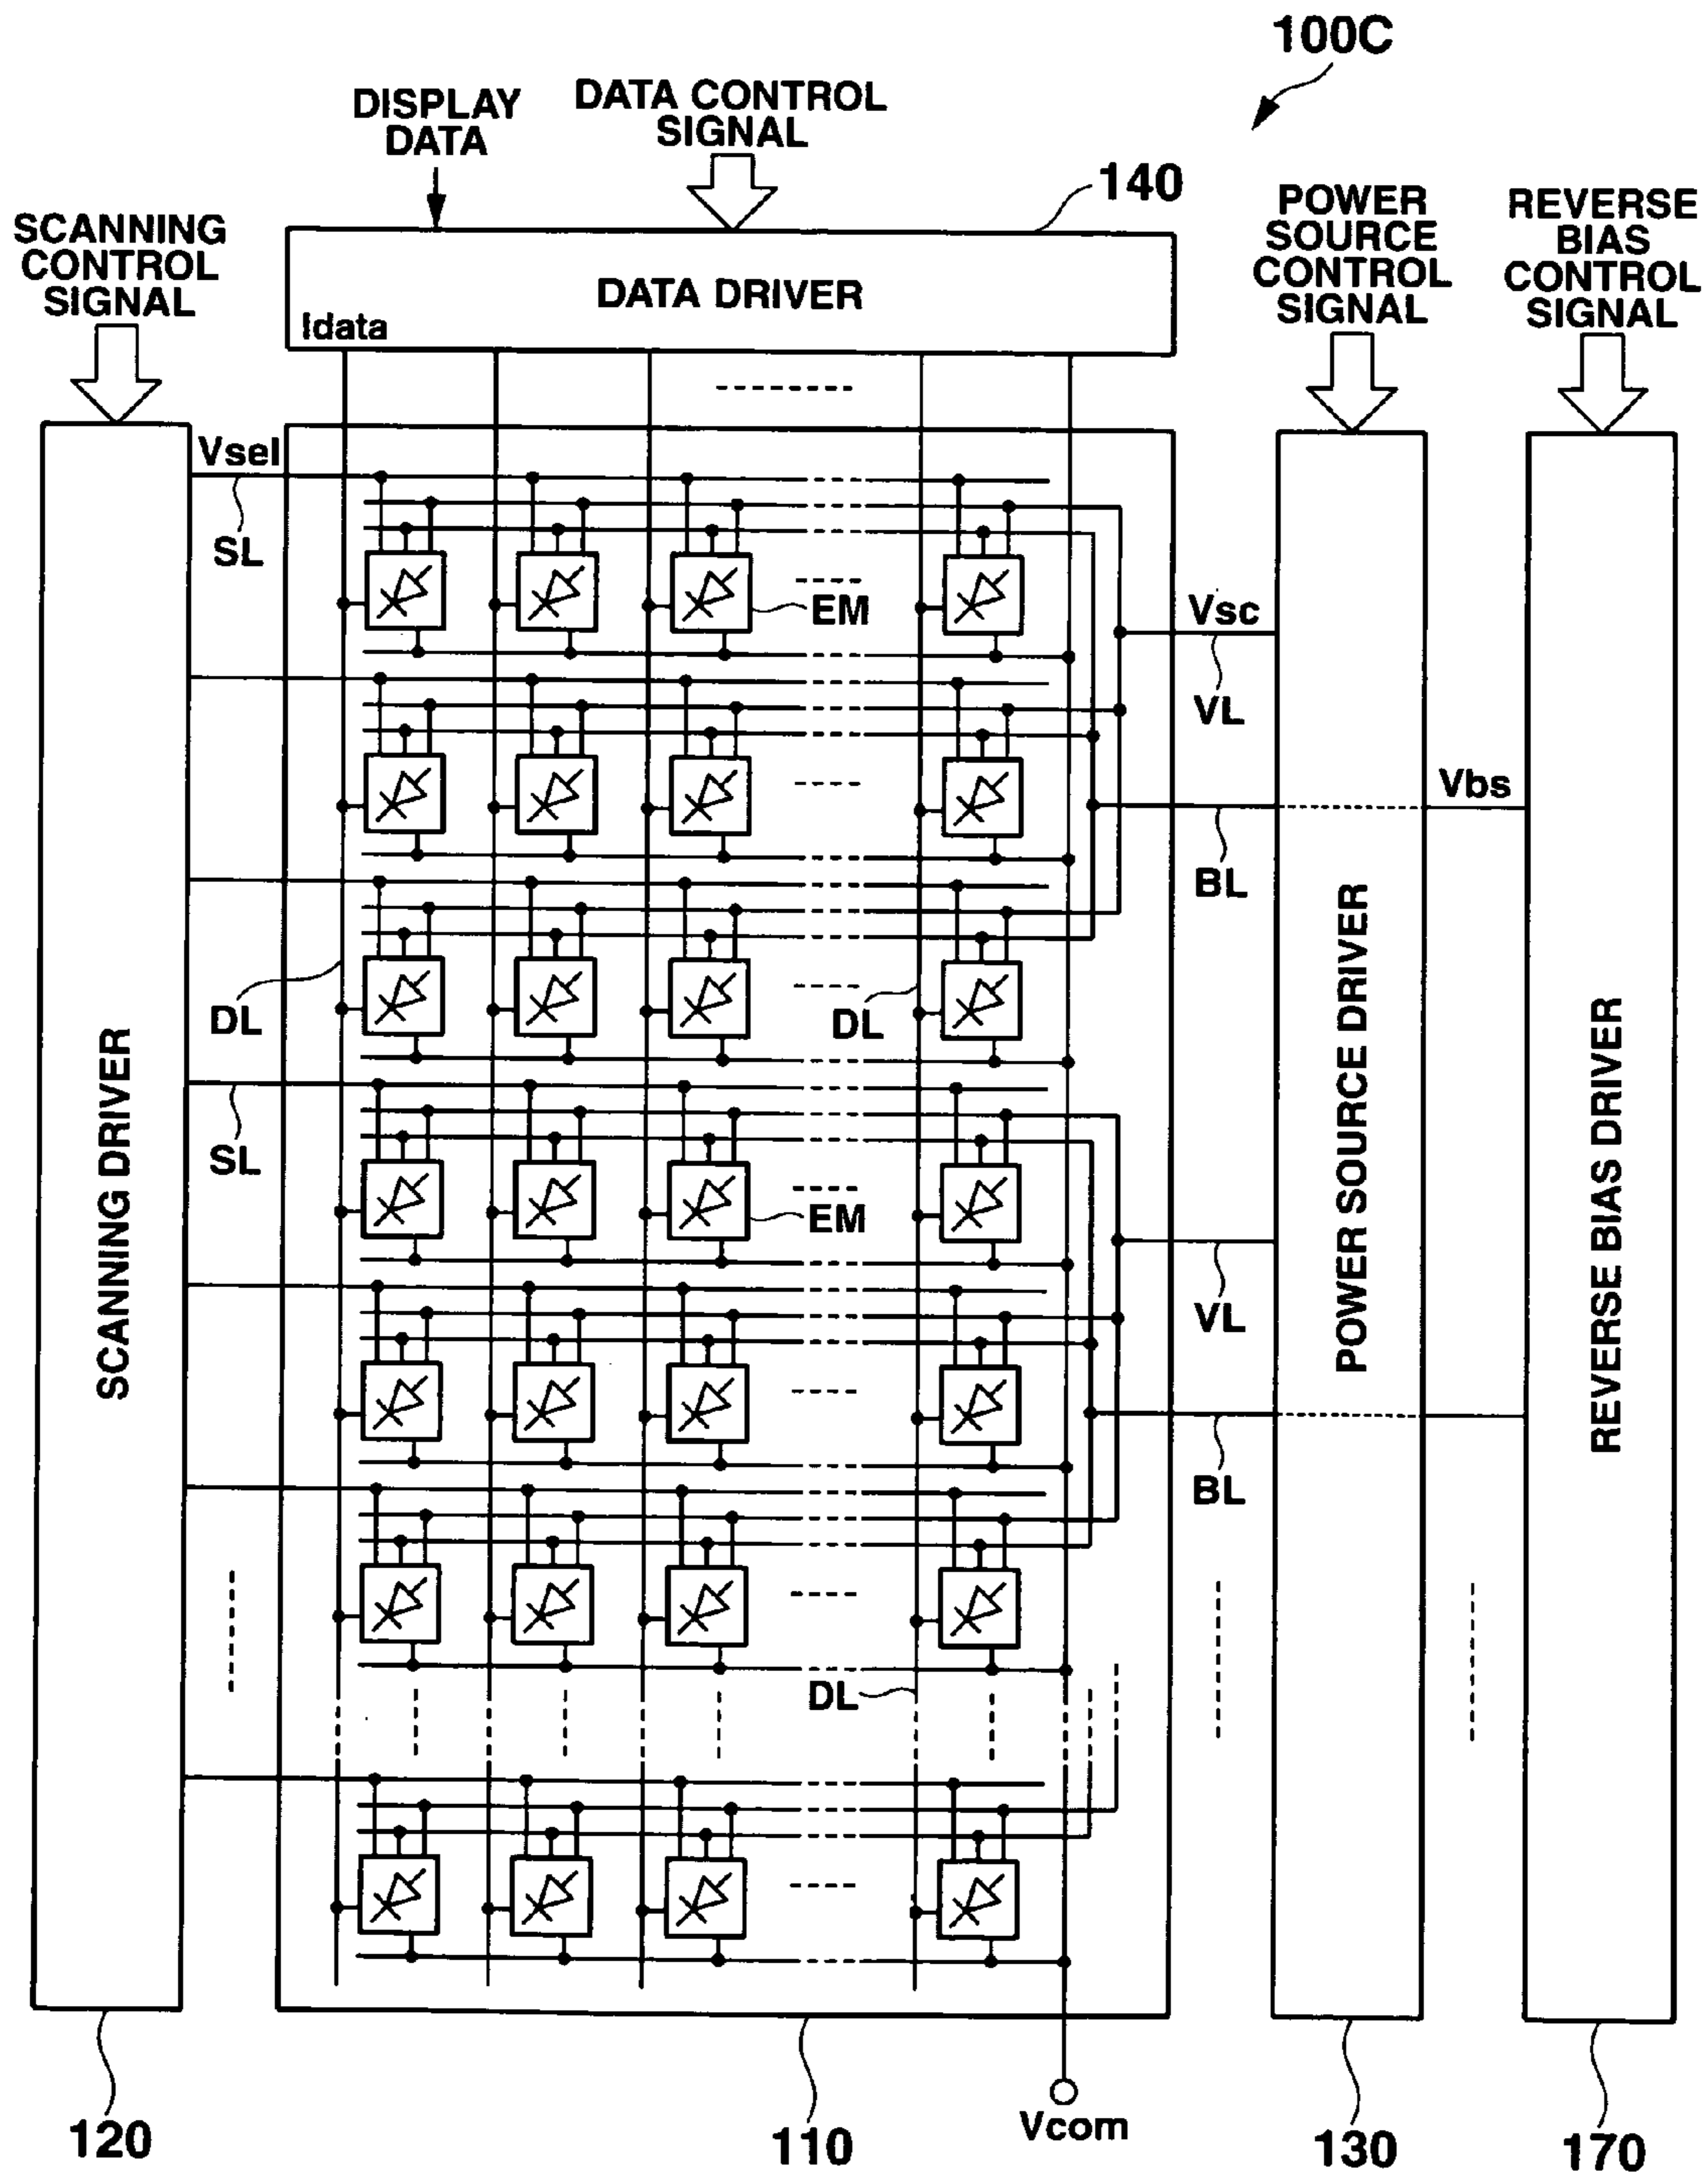 100C
DISPLAY
DATA
DATA CONTROL
SIGNAL
140
SCANNING
CONTROL
SIGNAL
POWER
SOURCE
CONTROL
SIGNAL
REVERSE
BIAS
CONTROL
SIGNAL
DATA DRIVER
Idata
Vsel
SL
EM
Vsc
VL
Vbs
BL
DL
DL
SL
EM
VL
BL
DL
SCANNING DRIVER
POWER SOURCE DRIVER
REVERSE BIAS DRIVER
Vcom
120
110
130
170